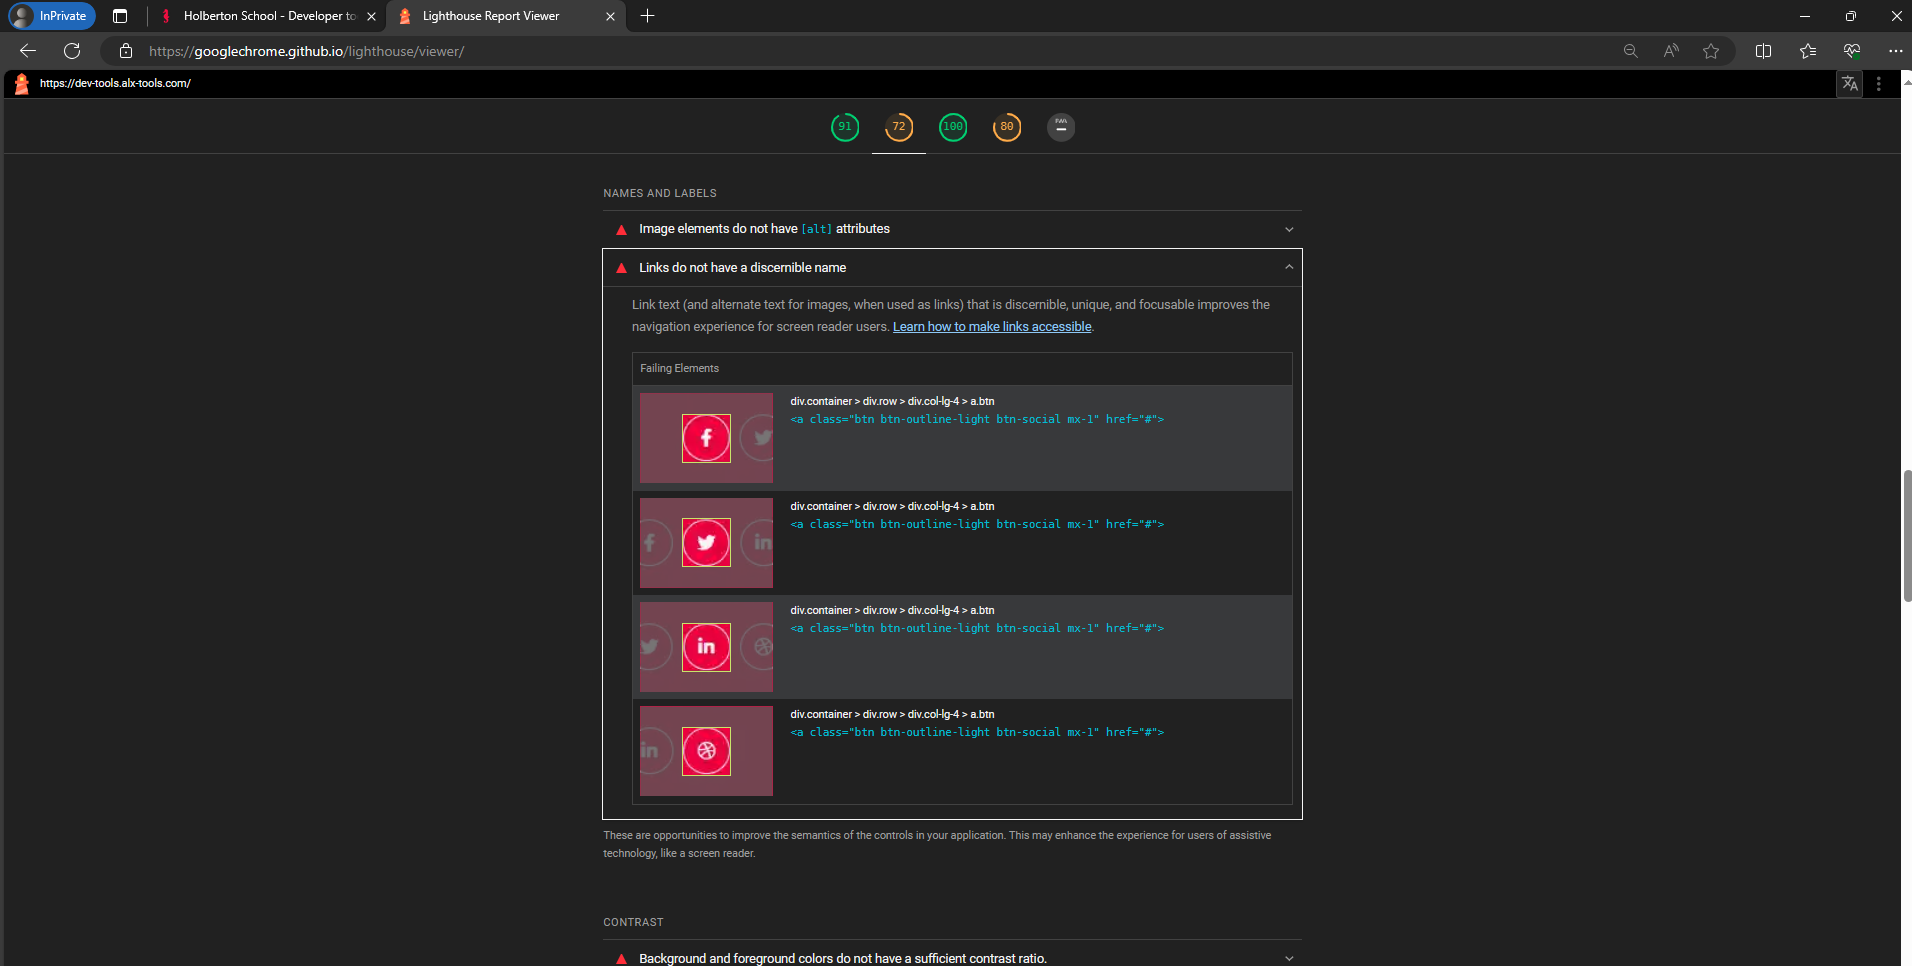 InPrivate
Holberton School - Developer to
Lighthouse Report Viewer
https://googlechrome.github.io/lighthouse/viewer/
https://dev-tools.alx-tools.com/
91
72
100
80
PWA
NAMES AND LABELS
Image elements do not have [alt] attributes
Links do not have a discernible name
Link text (and alternate text for images, when used as links) that is discernible, unique, and focusable improves the
navigation experience for screen reader users. Learn how to make links accessible.
Failing Elements
div.container > div.row > div.col-lg-4 > a.btn
<a class="btn btn-outline-light btn-social mx-1" href="#">
div.container > div.row > div.col-lg-4 > a.btn
<a class="btn btn-outline-light btn-social mx-1" href="#">
in
div.container > div.row > div.col-lg-4 > a.btn
<a class="btn btn-outline-light btn-social mx-1" href="#">
in
div.container > div.row > div.col-lg-4 > a.btn
<a class="btn btn-outline-light btn-social mx-1" href="#">
in
These are opportunities to improve the semantics of the controls in your application. This may enhance the experience for users of assistive
technology, like a screen reader.
CONTRAST
Background and foreground colors do not have a sufficient contrast ratio.